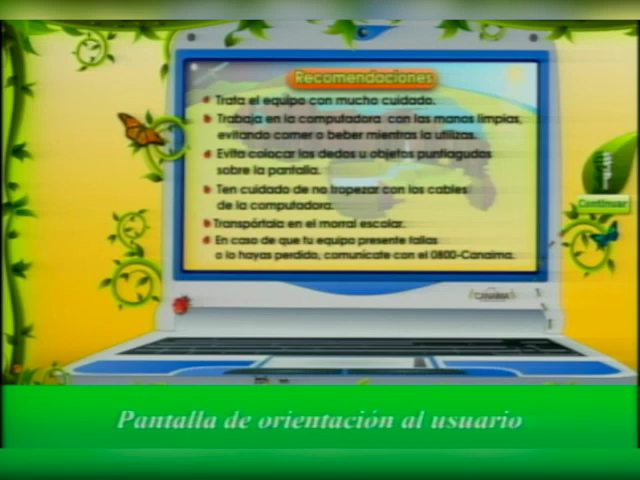 Recomendaciones
Trata el equipo con mucho cuidado.
Trabaja en la computadora con las manos limpias,
evitando comer o beber mientras la utilizas.
Evita colocar los dedos u objetos puntiagudos
sobre la pantalla.
Ten cuidado de no tropezar con los cables
de la computadora.
Transpórtala en el morral escolar.
En caso de que tu equipo presente fallas
o lo hayas perdido, comunícate con el 0800-Canaima.
Continuar
CANAIMA
Pantalla de orientación al usuario